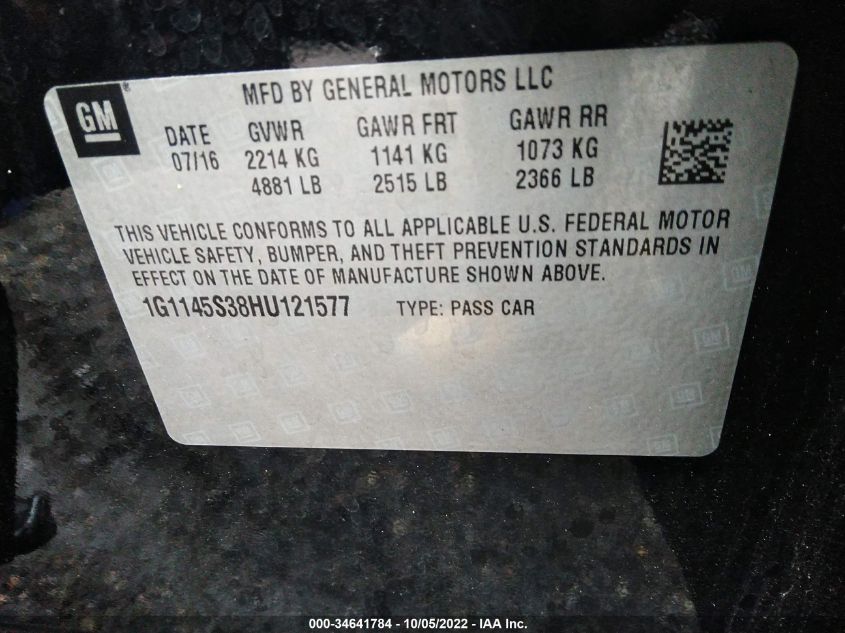 GM®
MFD BY GENERAL MOTORS LLC
DATE GVWR GAWR FRT GAWR RR
07/16 2214 KG 1141 KG 1073 KG
4881 LB 2515 LB 2366 LB
THIS VEHICLE CONFORMS TO ALL APPLICABLE U.S. FEDERAL MOTOR
VEHICLE SAFETY, BUMPER, AND THEFT PREVENTION STANDARDS IN
EFFECT ON THE DATE OF MANUFACTURE SHOWN ABOVE.
1G1145S38HU121577 TYPE: PASS CAR
000-34641784 - 10/05/2022 - IAA Inc.